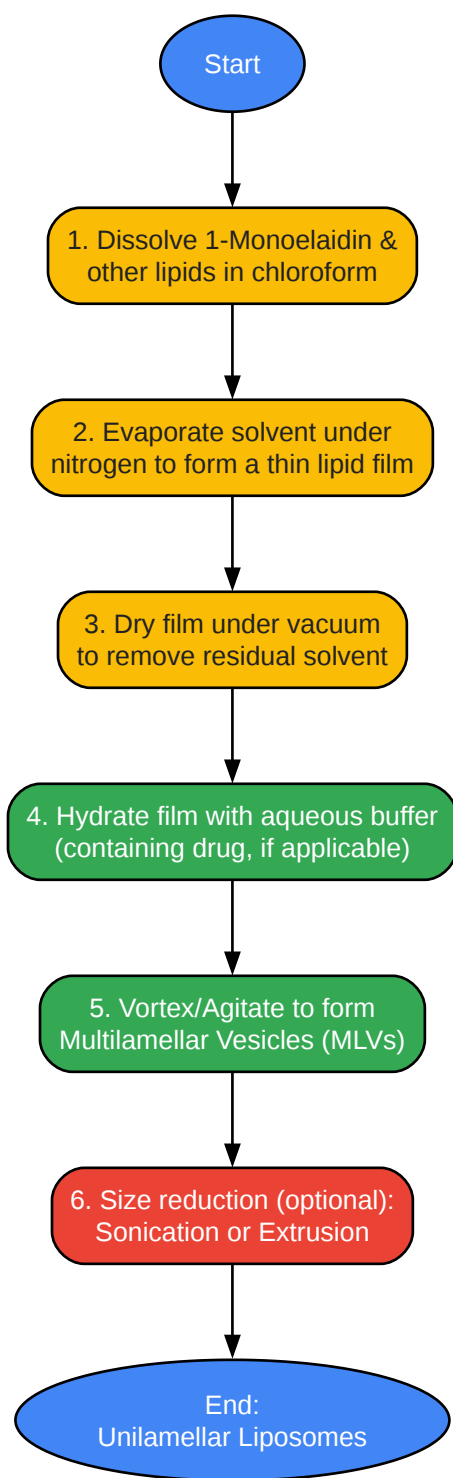 Start
1. Dissolve 1-Monoelaidin &
other lipids in chloroform
2. Evaporate solvent under
nitrogen to form a thin lipid film
3. Dry film under vacuum
to remove residual solvent
4. Hydrate film with aqueous buffer
(containing drug, if applicable)
5. Vortex/Agitate to form
Multilamellar Vesicles (MLVs)
6. Size reduction (optional):
Sonication or Extrusion
End:
Unilamellar Liposomes